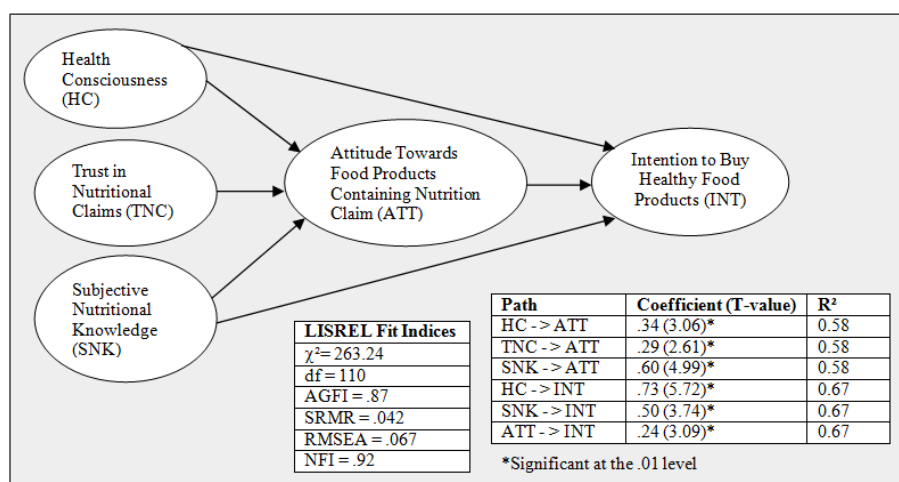 Health
Consciousness
(HC)
Trust in
Nutritional
Claims (TNC)
Subjective
Nutritional
Knowledge
(SNK)
Attitude Towards
Food Products
Containing Nutrition
Claim (ATT)
Intention to Buy
Healthy Food
Products (INT)
LISREL Fit Indices
χ²= 263.24
df = 110
AGFI = .87
SRMR = .042
RMSEA = .067
NFI = .92
Path Coefficient (T-value) R²
HC -> ATT .34 (3.06)* 0.58
TNC -> ATT .29 (2.61)* 0.58
SNK -> ATT .60 (4.99)* 0.58
HC -> INT .73 (5.72)* 0.67
SNK -> INT .50 (3.74)* 0.67
ATT -> INT .24 (3.09)* 0.67
*Significant at the .01 level